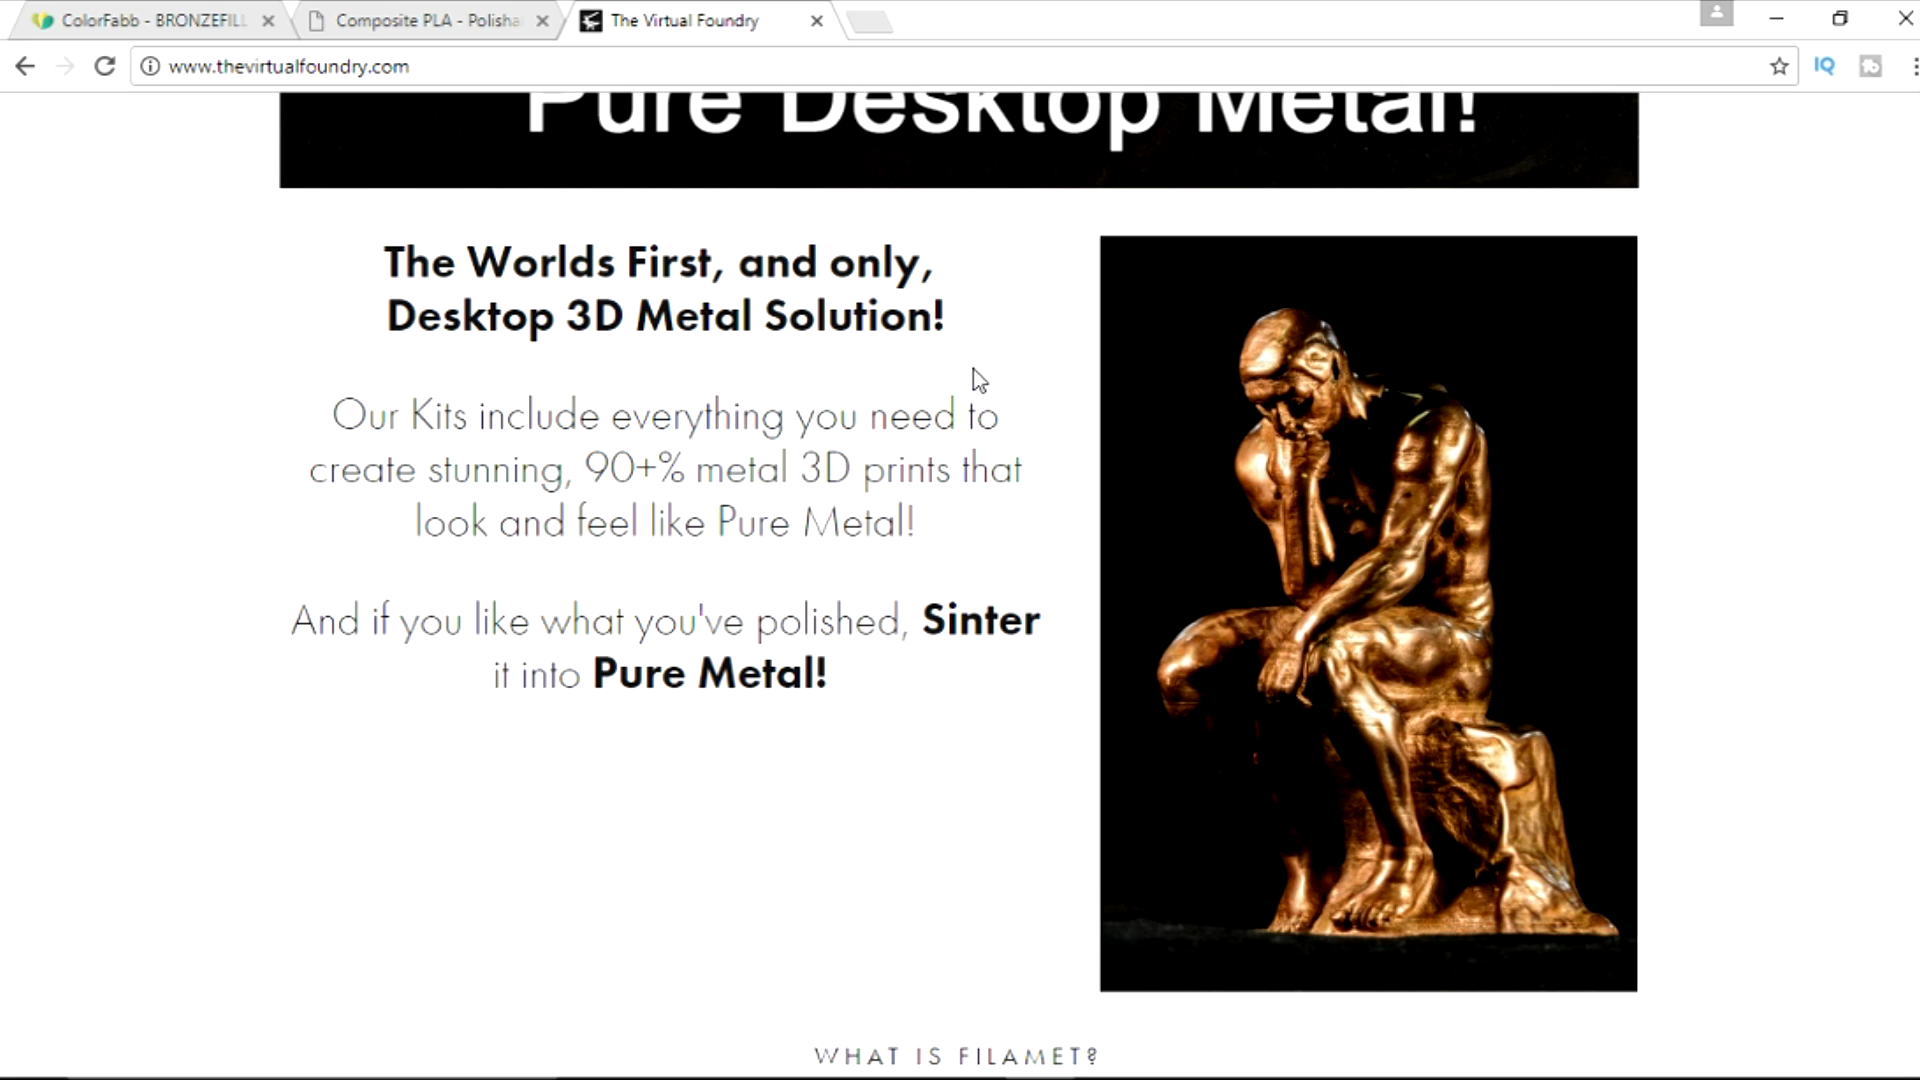 ColorFabb - BRONZEFILL
Composite PLA - Polisha
The Virtual Foundry
www.thevirtualfoundry.com
IQ
Pure Desktop Metal!
The Worlds First, and only,
Desktop 3D Metal Solution!
Our Kits include everything you need to
create stunning, 90+% metal 3D prints that
look and feel like Pure Metal!
And if you like what you've polished, Sinter
it into Pure Metal!
WHAT IS FILAMET?